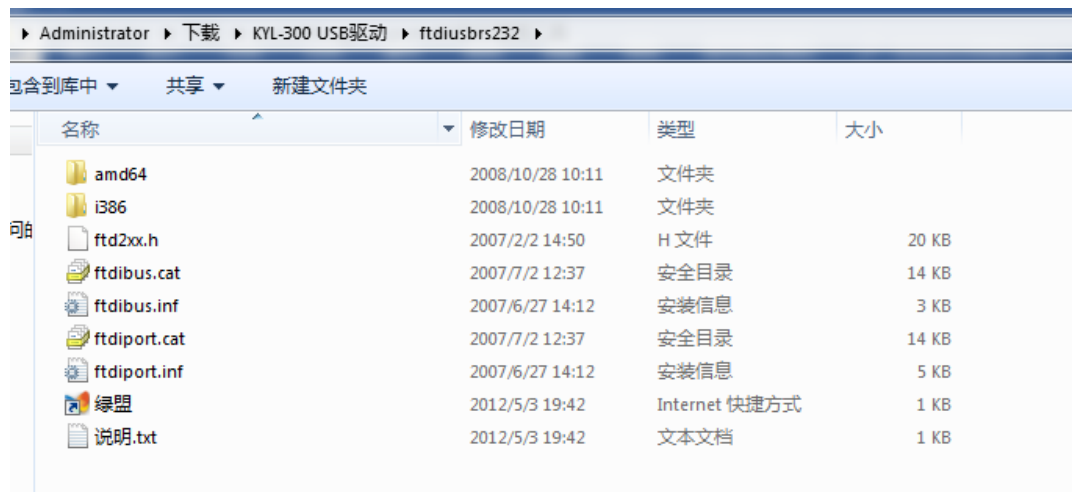 Administrator 下载 KYL-300 USB驱动 ftdiusbrs232
包含到库中 共享 新建文件夹
名称 修改日期 类型 大小
amd64 2008/10/28 10:11 文件夹
i386 2008/10/28 10:11 文件夹
问的
ftd2xx.h 2007/2/2 14:50 H 文件 20 KB
ftdibus.cat 2007/7/2 12:37 安全目录 14 KB
ftdibus.inf 2007/6/27 14:12 安装信息 3 KB
ftdiport.cat 2007/7/2 12:37 安全目录 14 KB
ftdiport.inf 2007/6/27 14:12 安装信息 5 KB
绿盟 2012/5/3 19:42 Internet 快捷方式 1 KB
说明.txt 2012/5/3 19:42 文本文档 1 KB